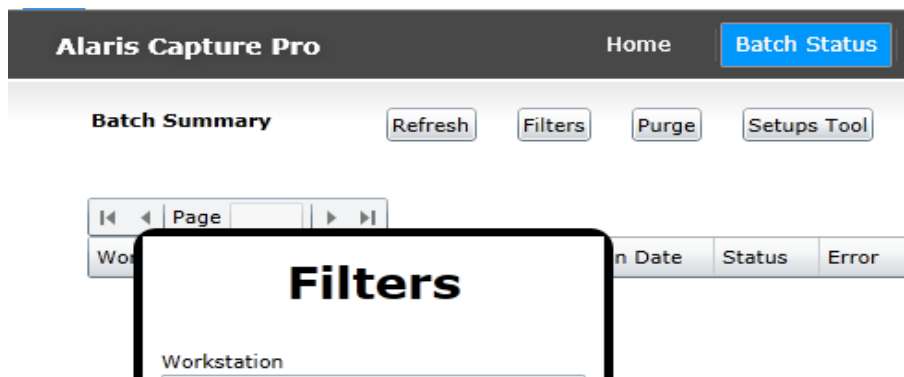 Alaris Capture Pro Home Batch Status
Batch Summary Refresh Filters Purge Setups Tool
Page
n Date Status Error
Filters
Workstation